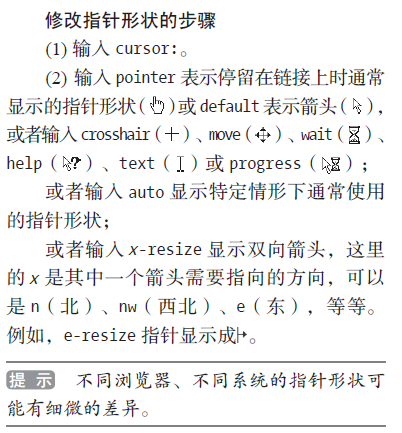 修改指针形状的步骤
(1) 输入 cursor:。
(2) 输入 pointer 表示停留在链接上时通常
显示的指针形状()或 default 表示箭头(),
或者输入 crosshair()、move()、wait()、
help()、text()或 progress();
或者输入 auto 显示特定情形下通常使用
的指针形状;
或者输入 x-resize 显示双向箭头，这里
的 x 是其中一个箭头需要指向的方向，可以
是 n（北）、nw（西北）、e（东），等等。
例如，e-resize 指针显示成。
提示 不同浏览器、不同系统的指针形状可
能有细微的差异。